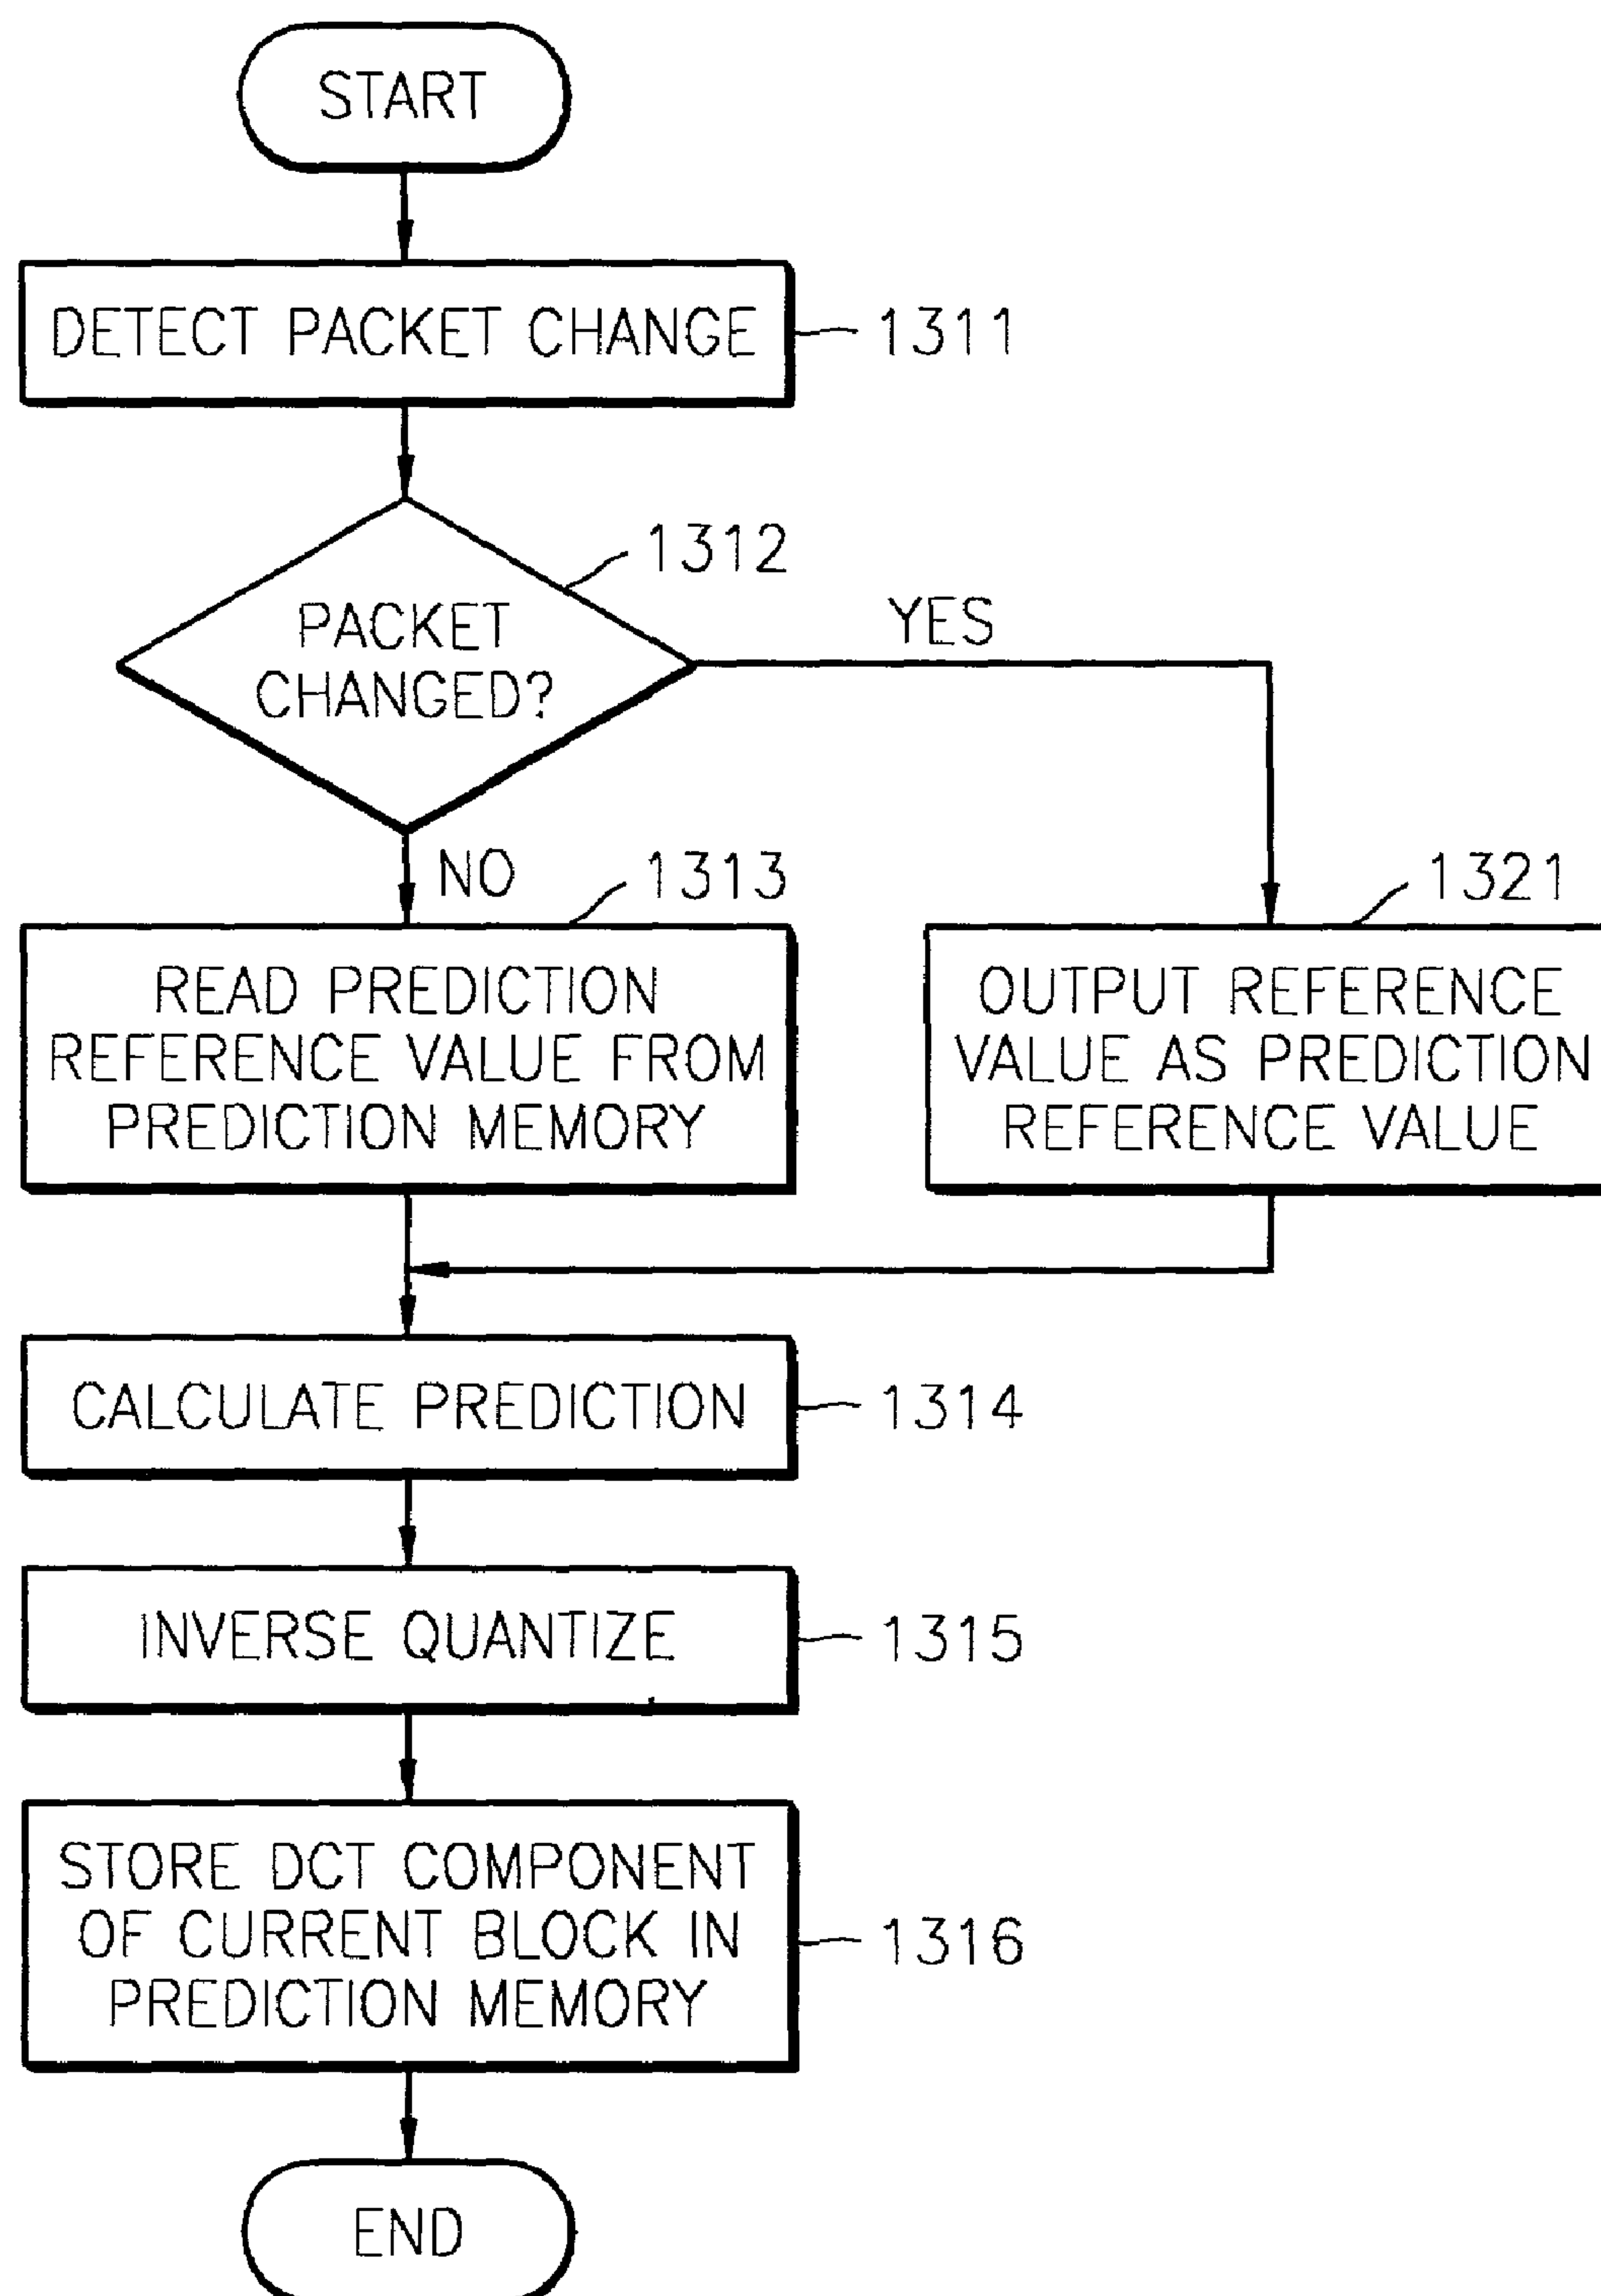 START
DETECT PACKET CHANGE
1311
1312
PACKET
CHANGED?
YES
NO
1313
1321
READ PREDICTION
REFERENCE VALUE FROM
PREDICTION MEMORY
OUTPUT REFERENCE
VALUE AS PREDICTION
REFERENCE VALUE
CALCULATE PREDICTION
1314
INVERSE QUANTIZE
1315
STORE DCT COMPONENT
OF CURRENT BLOCK IN
PREDICTION MEMORY
1316
END